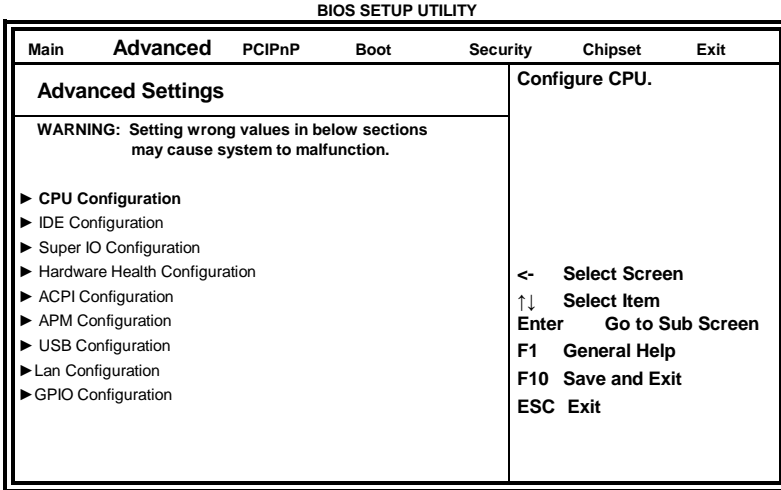 BIOS SETUP UTILITY
Main Advanced PCIPnP Boot Security Chipset Exit
Advanced Settings
Configure CPU.
WARNING: Setting wrong values in below sections
may cause system to malfunction.
► CPU Configuration
► IDE Configuration
► Super IO Configuration
► Hardware Health Configuration
► ACPI Configuration
► APM Configuration
► USB Configuration
►Lan Configuration
►GPIO Configuration
<- Select Screen
↑↓ Select Item
Enter Go to Sub Screen
F1 General Help
F10 Save and Exit
ESC Exit